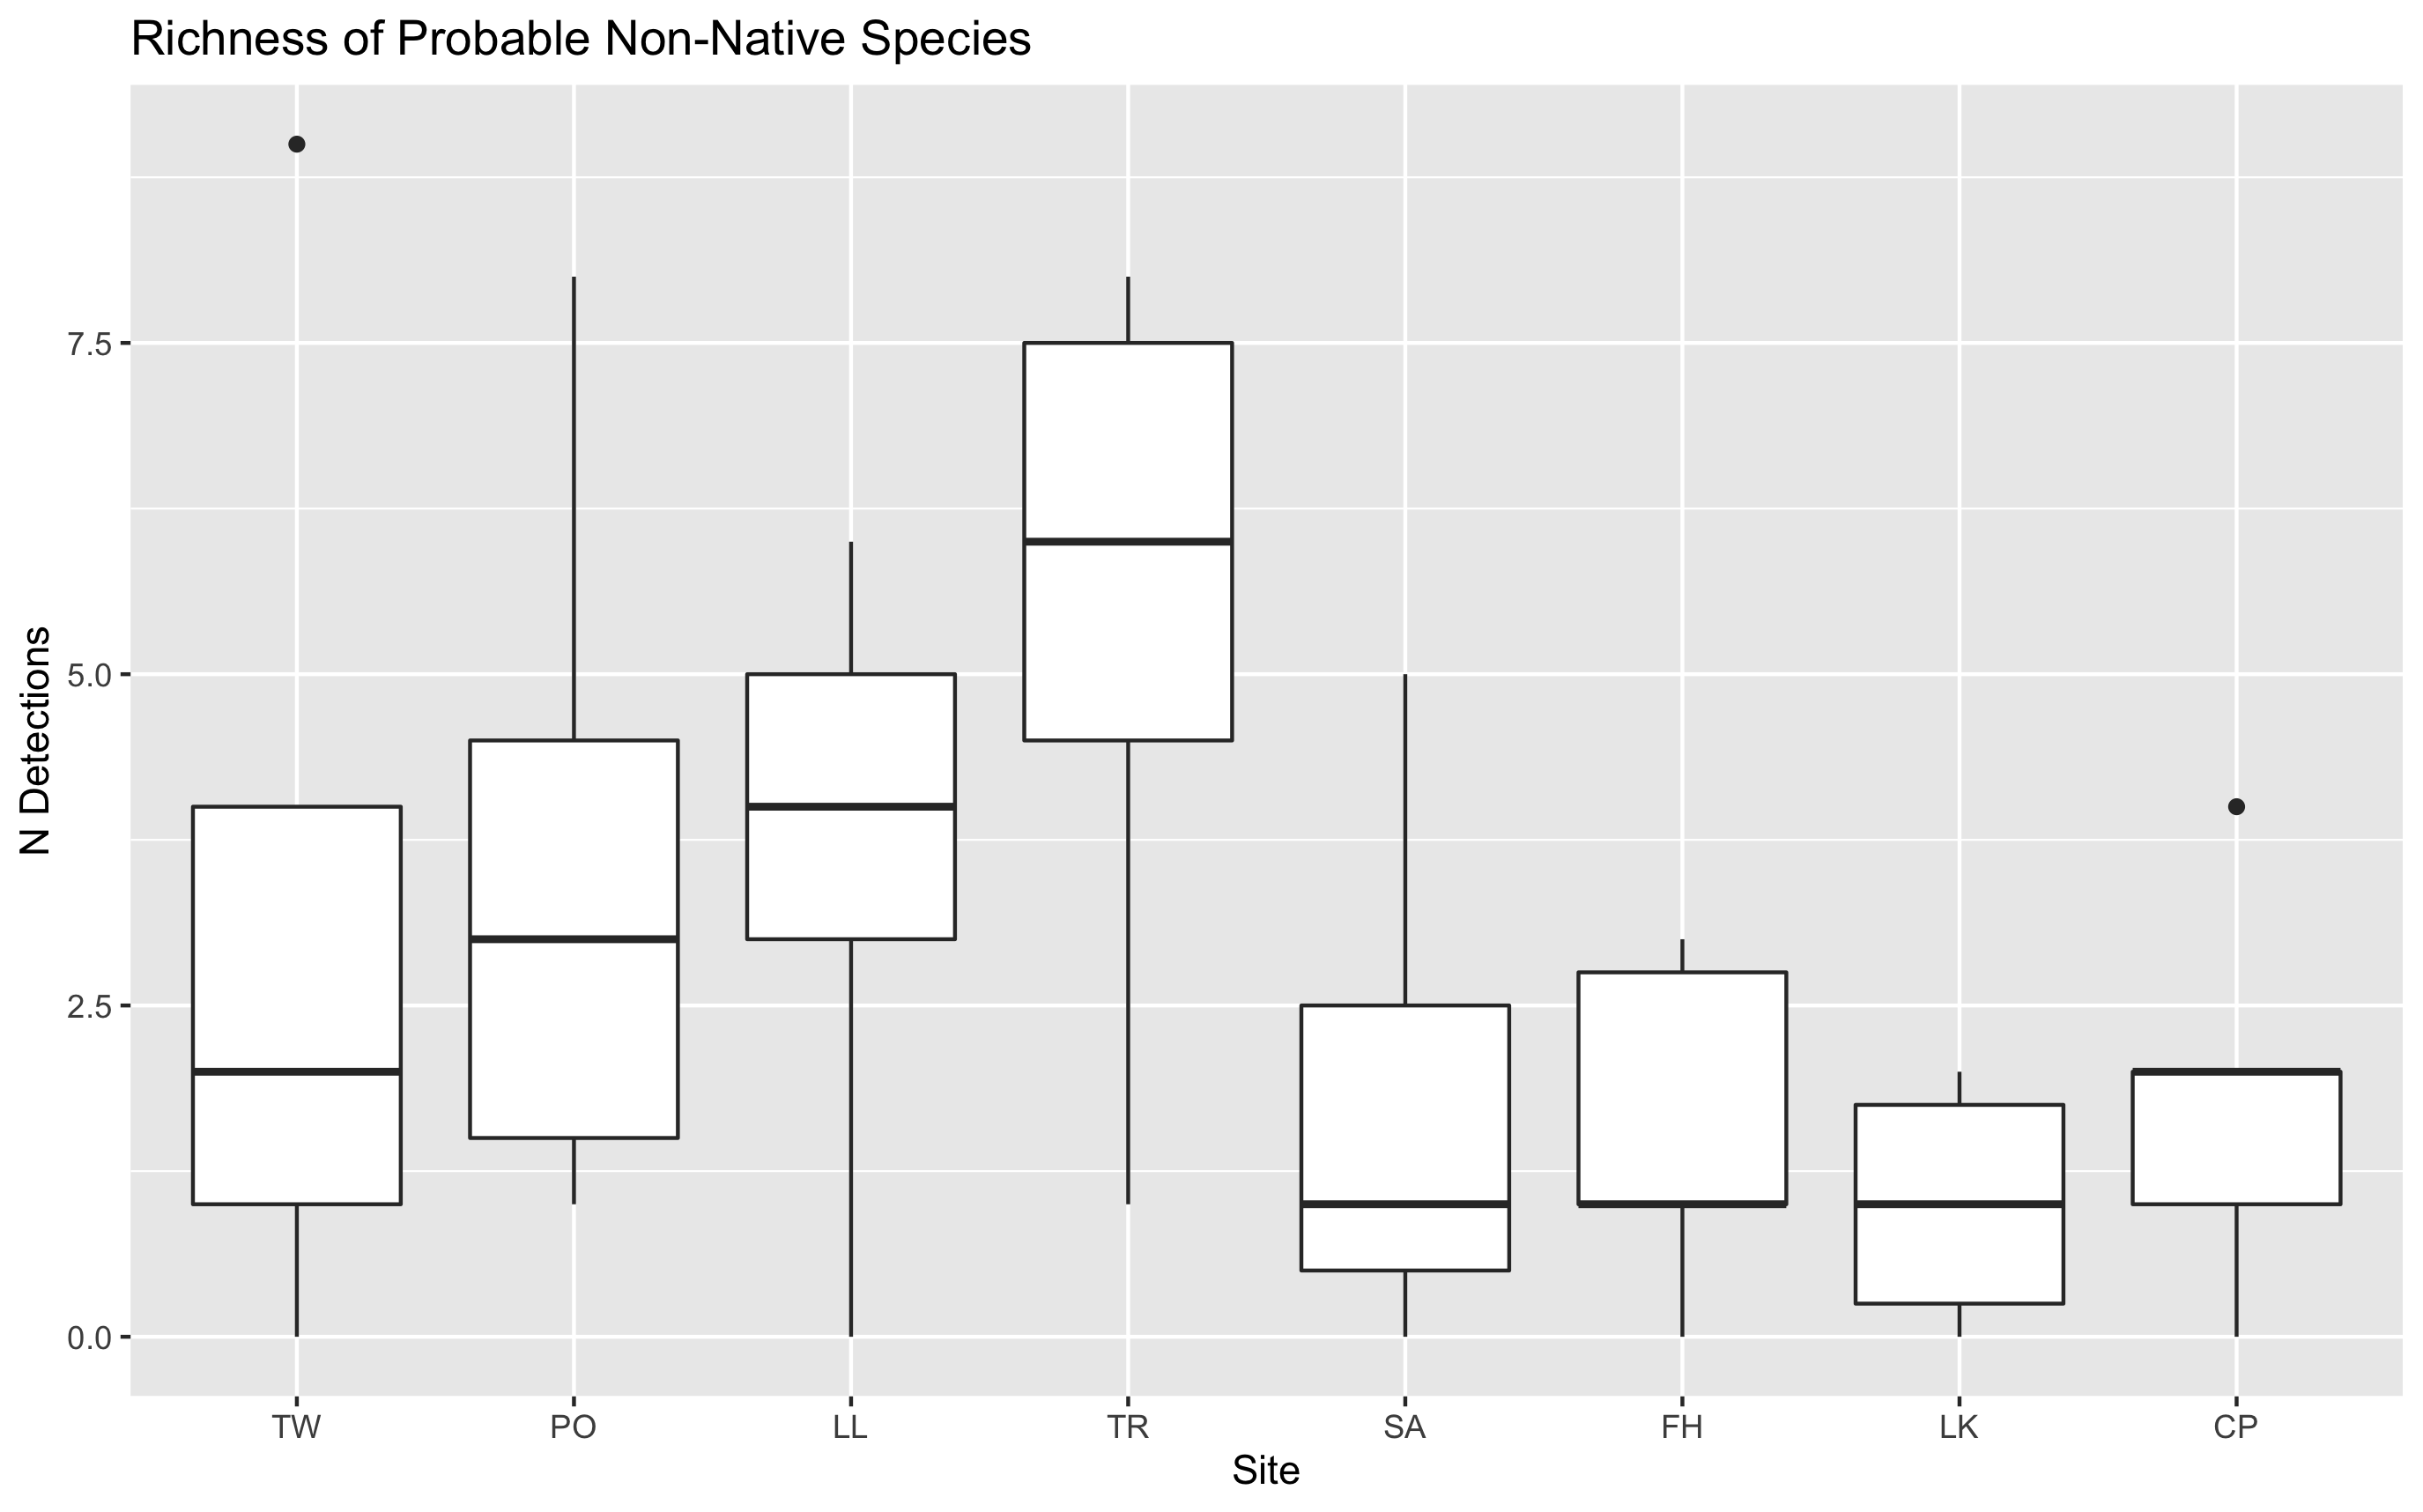 Richness of Probable Non-Native Species
N Detections
7.5
5.0
2.5
0.0
TW PO LL TR SA FH LK CP
Site